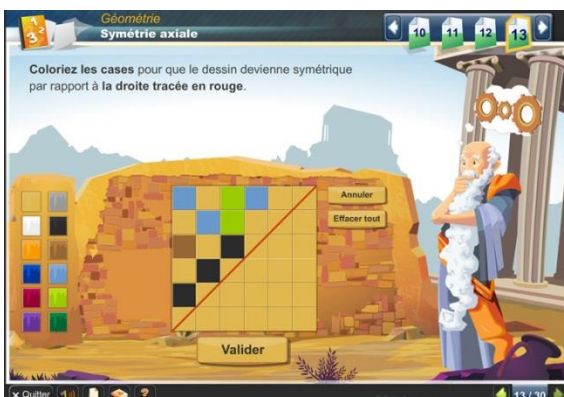 Géométrie
Symétrie axiale
10 11 12 13
Coloriez les cases pour que le dessin devienne symétrique
par rapport à la droite tracée en rouge.
Annuler
Effacer tout
Valider
x Quitter
?
13 / 30